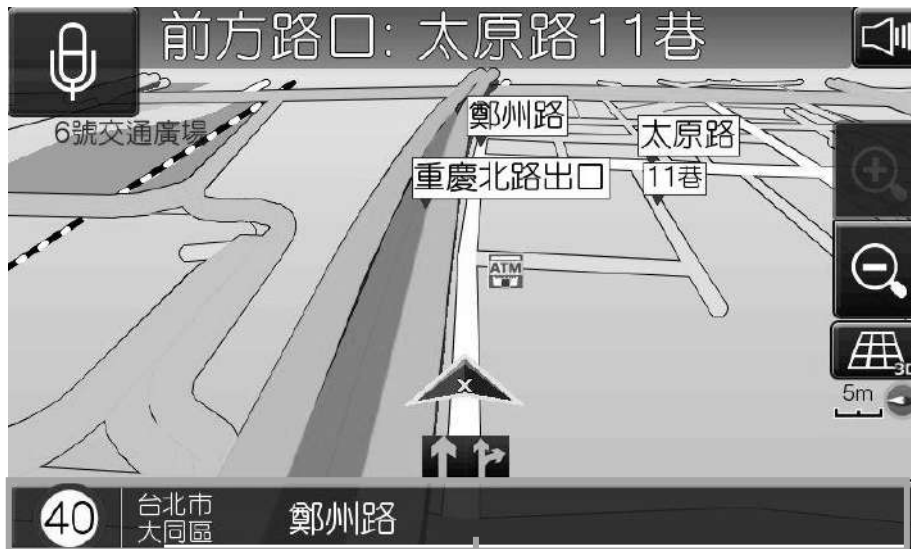 前方路口: 太原路11巷
6號交通廣場
鄭州路
太原路
重慶北路出口
11巷
ATM
3D
5m
X
40
台北市
大同區
鄭州路